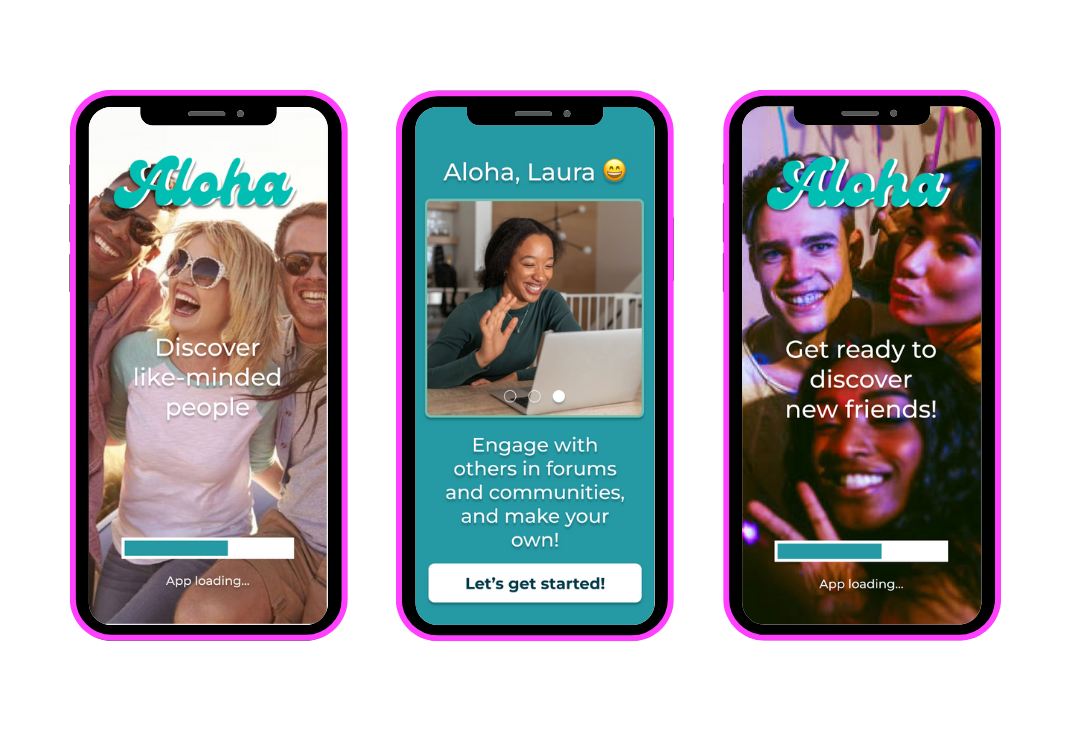 Aloha
Discover
like-minded
people
App loading...
Aloha, Laura 😄
Engage with
others in forums
and communities,
and make your
own!
Let’s get started!
Aloha
Get ready to
discover
new friends!
App loading...